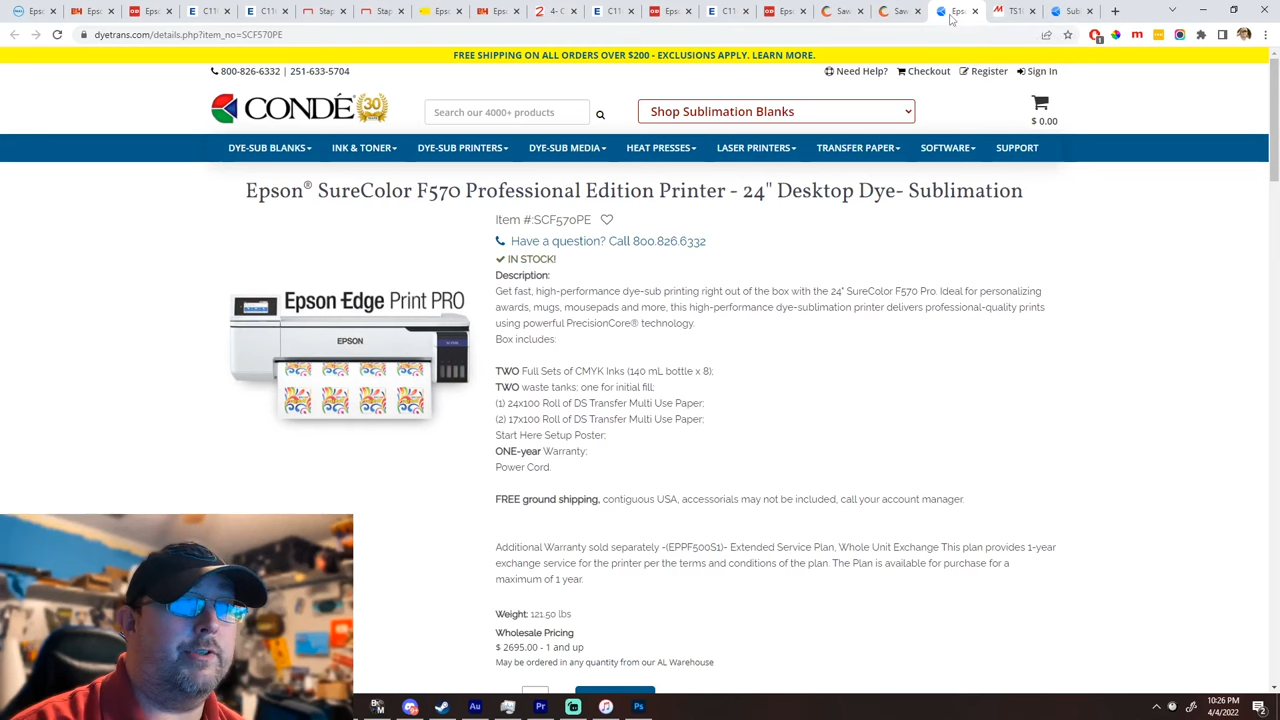 Eps
dyetrans.com/details.php?item_no=SCF570PE
FREE SHIPPING ON ALL ORDERS OVER $200 - EXCLUSIONS APPLY. LEARN MORE.
800-826-6332 | 251-633-5704
Need Help? Checkout Register Sign In
CONDÉ 30
Search our 4000+ products
Shop Sublimation Blanks
$ 0.00
DYE-SUB BLANKS INK & TONER DYE-SUB PRINTERS DYE-SUB MEDIA HEAT PRESSES LASER PRINTERS TRANSFER PAPER SOFTWARE SUPPORT
Epson® SureColor F570 Professional Edition Printer - 24" Desktop Dye- Sublimation
Item #:SCF570PE
Have a question? Call 800.826.6332
IN STOCK!
Description:
Get fast, high-performance dye-sub printing right out of the box with the 24" SureColor F570 Pro. Ideal for personalizing
awards, mugs, mousepads and more, this high-performance dye-sublimation printer delivers professional-quality prints
using powerful PrecisionCore® technology.
Box includes:
TWO Full Sets of CMYK Inks (140 mL bottle x 8);
TWO waste tanks: one for initial fill;
(1) 24x100 Roll of DS Transfer Multi Use Paper;
(2) 17x100 Roll of DS Transfer Multi Use Paper;
Start Here Setup Poster;
ONE-year Warranty;
Power Cord.
FREE ground shipping, contiguous USA, accessorials may not be included, call your account manager.
Additional Warranty sold separately -(EPPF500S1)- Extended Service Plan, Whole Unit Exchange This plan provides 1-year
exchange service for the printer per the terms and conditions of the plan. The Plan is available for purchase for a
maximum of 1 year.
Weight: 121.50 lbs
Wholesale Pricing
$ 2695.00 - 1 and up
May be ordered in any quantity from our AL Warehouse
Epson Edge Print PRO
EPSON
10:26 PM
4/4/2022